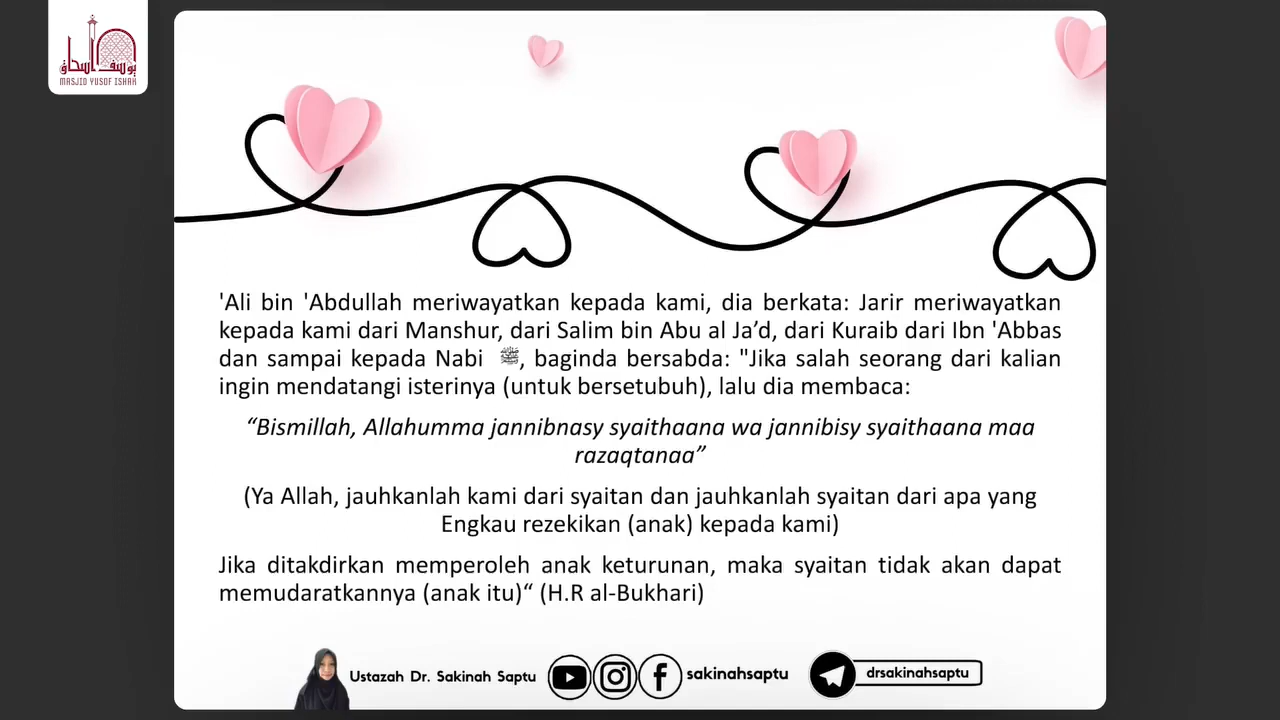 يوسف اسحاق
MASJID YUSOF ISHAK
'Ali bin 'Abdullah meriwayatkan kepada kami, dia berkata: Jarir meriwayatkan
kepada kami dari Manshur, dari Salim bin Abu al Ja’d, dari Kuraib dari Ibn 'Abbas
dan sampai kepada Nabi ﷺ, baginda bersabda: "Jika salah seorang dari kalian
ingin mendatangi isterinya (untuk bersetubuh), lalu dia membaca:
“Bismillah, Allahumma jannibnasy syaithaana wa jannibisy syaithaana maa
razaqtanaa”
(Ya Allah, jauhkanlah kami dari syaitan dan jauhkanlah syaitan dari apa yang
Engkau rezekikan (anak) kepada kami)
Jika ditakdirkan memperoleh anak keturunan, maka syaitan tidak akan dapat
memudaratkannya (anak itu)“ (H.R al-Bukhari)
Ustazah Dr. Sakinah Saptu
sakinahsaptu
drsakinahsaptu